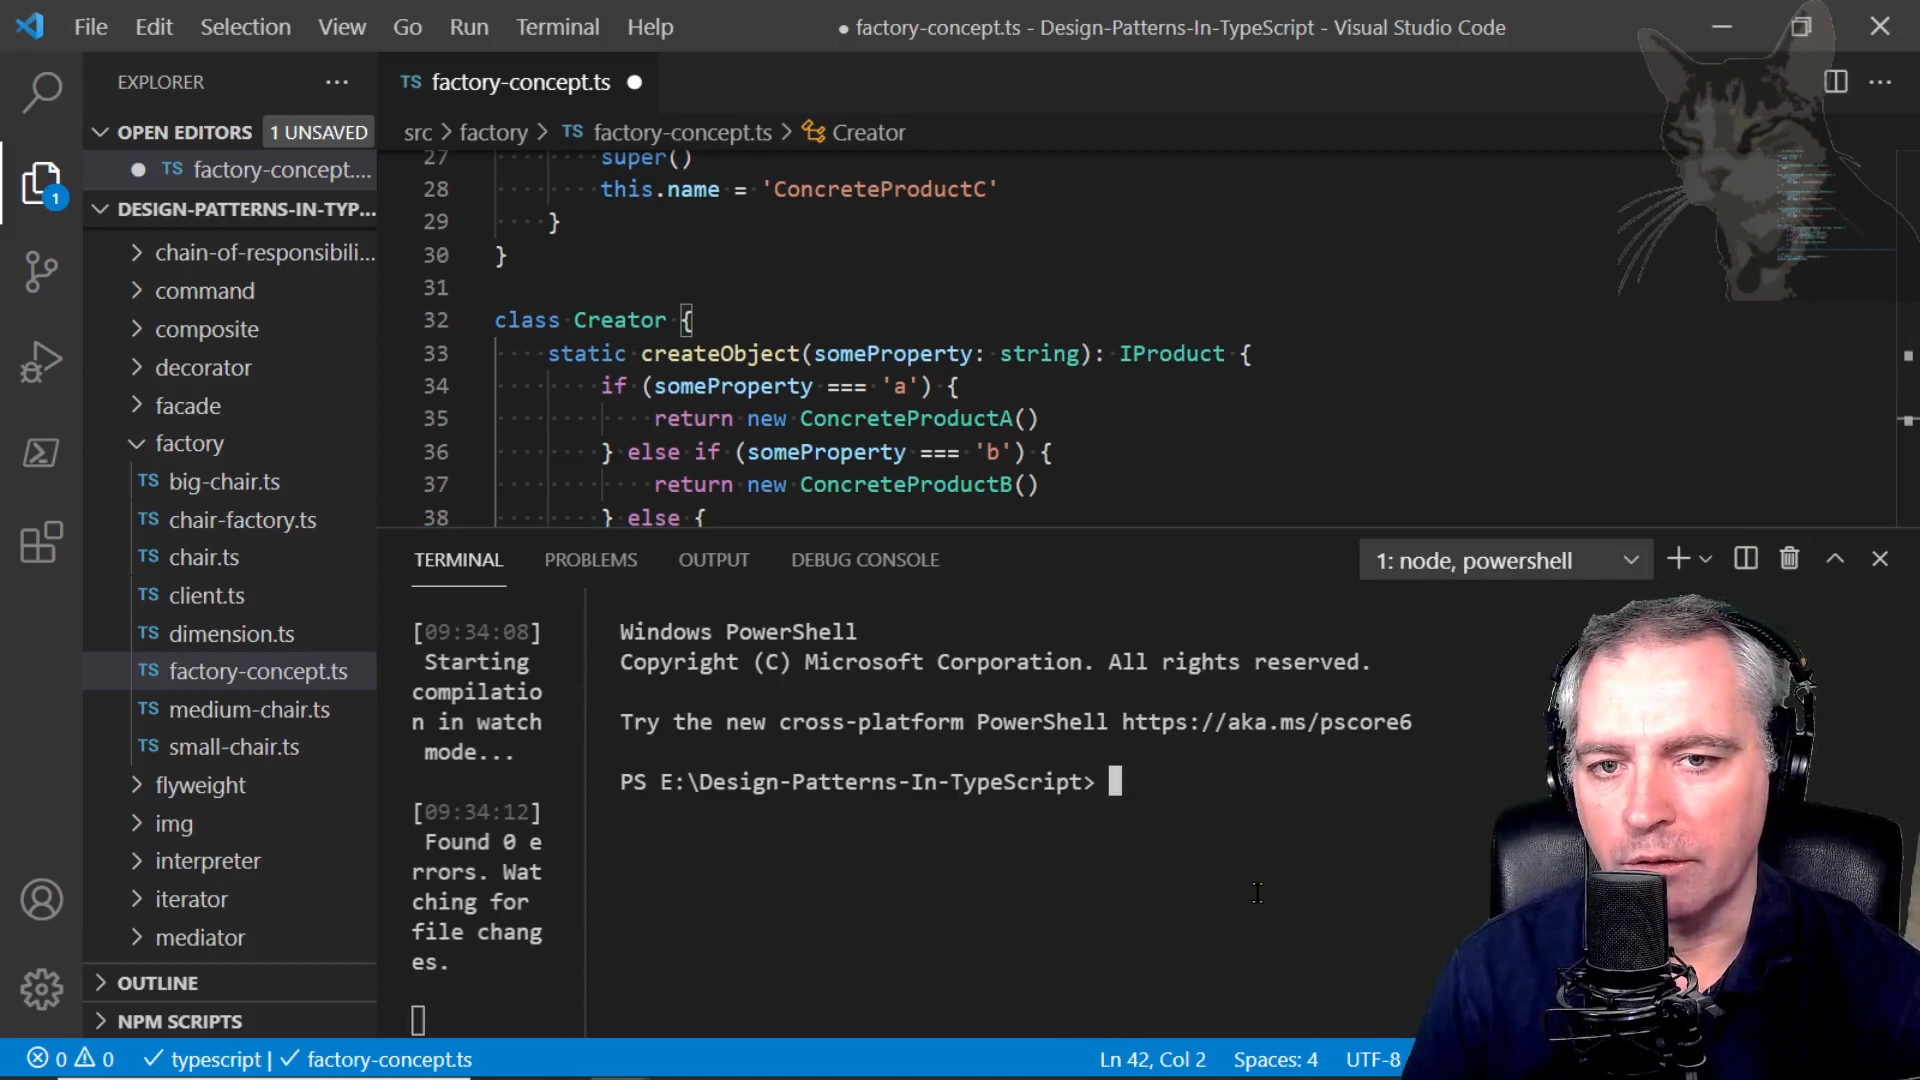 File Edit Selection View Go Run Terminal Help
● factory-concept.ts - Design-Patterns-In-TypeScript - Visual Studio Code
EXPLORER ···
OPEN EDITORS 1 UNSAVED
TS factory-concept....
DESIGN-PATTERNS-IN-TYP...
chain-of-responsibili...
command
composite
decorator
facade
factory
TS big-chair.ts
TS chair-factory.ts
TS chair.ts
TS client.ts
TS dimension.ts
TS factory-concept.ts
TS medium-chair.ts
TS small-chair.ts
flyweight
img
interpreter
iterator
mediator
OUTLINE
NPM SCRIPTS
1
TS factory-concept.ts
src > factory > TS factory-concept.ts > Creator
27 super()
28 this.name = 'ConcreteProductC'
29 }
30 }
31
32 class Creator {
33 static createObject(someProperty: string): IProduct {
34 if (someProperty === 'a') {
35 return new ConcreteProductA()
36 } else if (someProperty === 'b') {
37 return new ConcreteProductB()
38 } else {
TERMINAL PROBLEMS OUTPUT DEBUG CONSOLE
1: node, powershell
[09:34:08]
Starting
compilatio
n in watch
mode...
[09:34:12]
Found 0 e
rrors. Wat
ching for
file chang
es.
Windows PowerShell
Copyright (C) Microsoft Corporation. All rights reserved.
Try the new cross-platform PowerShell https://aka.ms/pscore6
PS E:\Design-Patterns-In-TypeScript>
0 0 typescript | factory-concept.ts
Ln 42, Col 2 Spaces: 4 UTF-8